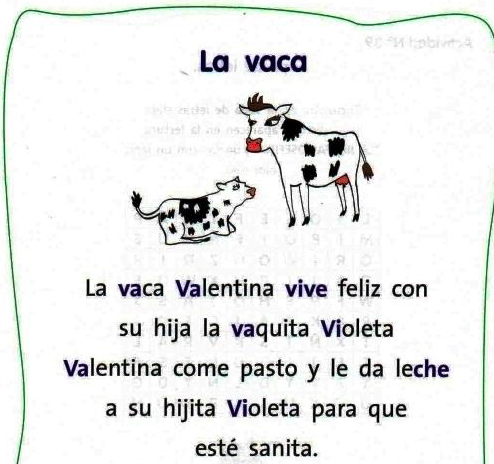 La vaca
La vaca Valentina vive feliz con
su hija la vaquita Violeta
Valentina come pasto y le da leche
a su hijita Violeta para que
esté sanita.